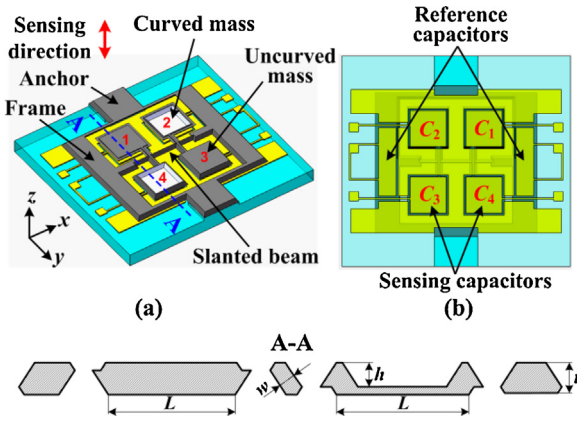 Sensing
direction
Anchor
Frame
Curved mass
Uncurved
mass
Slanted beam
A
A
1
2
3
4
z
x
y
(a)
Reference
capacitors
C2
C1
C3
C4
Sensing capacitors
(b)
A-A
L
w
h
L